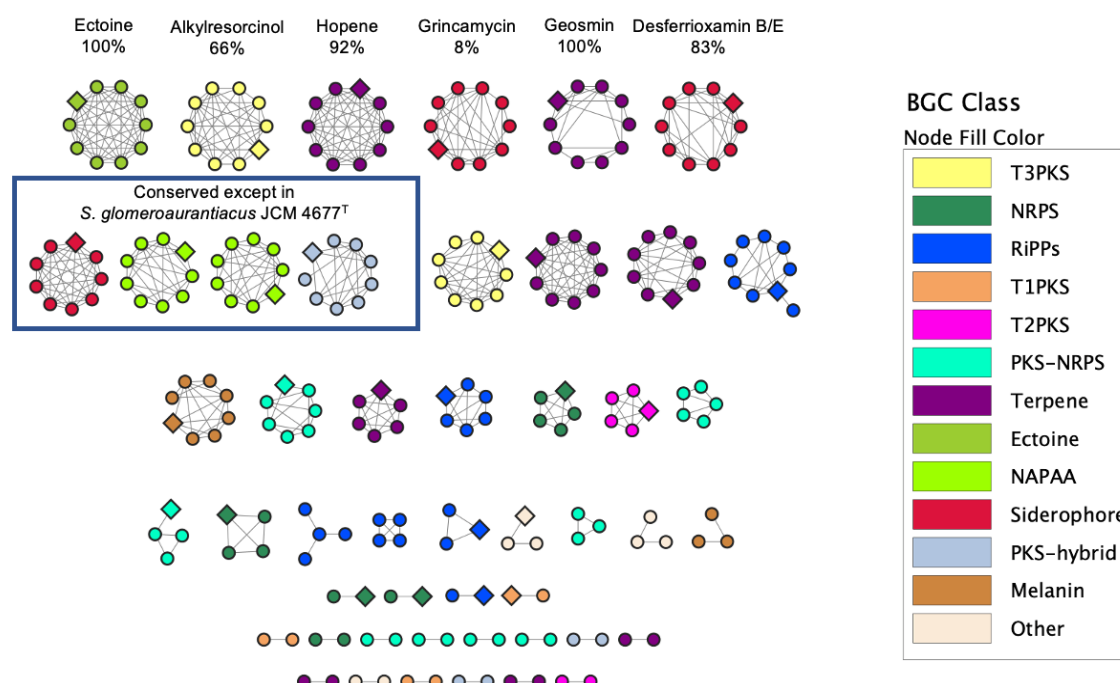 Ectoine
100%
Alkylresorcinol
66%
Hopene
92%
Grincamycin
8%
Geosmin
100%
Desferrioxamin B/E
83%
Conserved except in
S. glomeroaurantiacus JCM 4677ᵀ
BGC Class
Node Fill Color
T3PKS
NRPS
RiPPs
T1PKS
T2PKS
PKS-NRPS
Terpene
Ectoine
NAPAA
Siderophore
PKS-hybrid
Melanin
Other